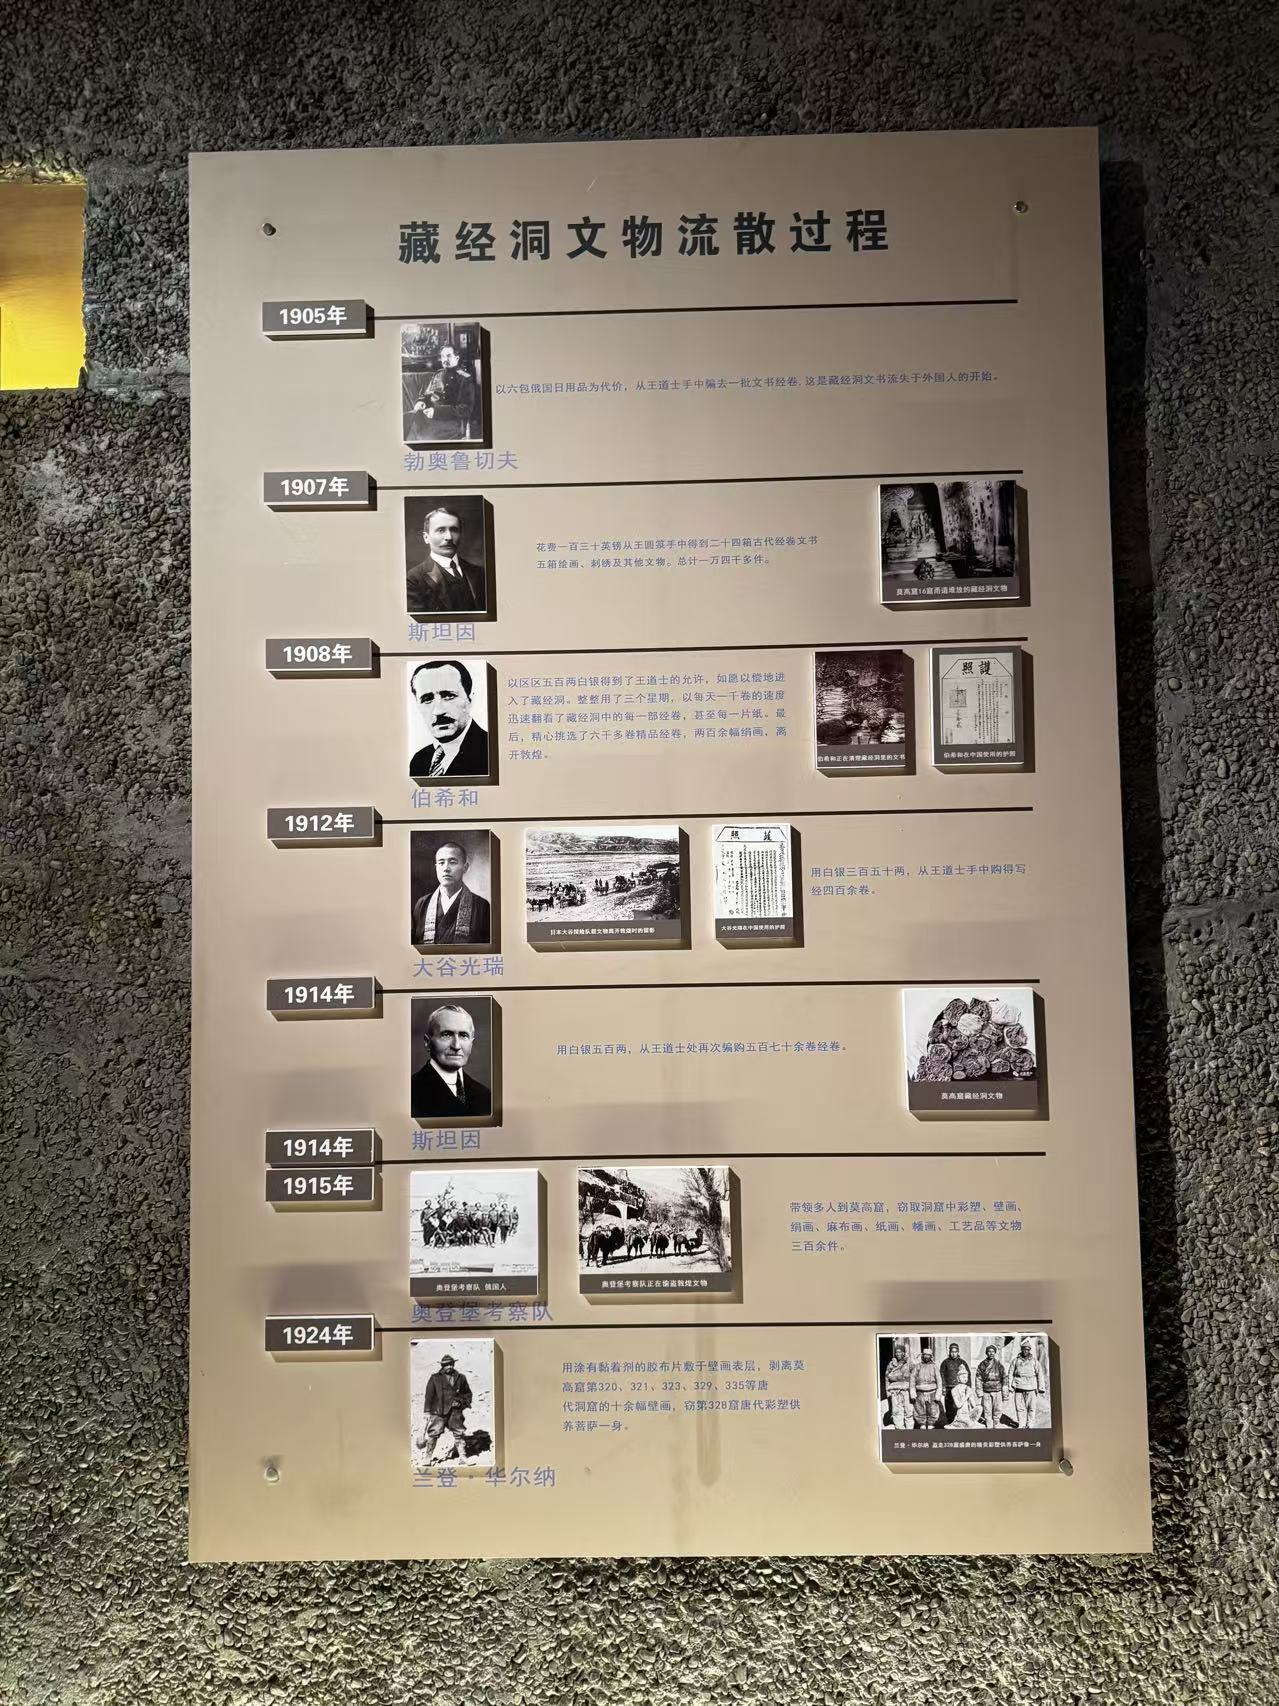 藏经洞文物流散过程
1905年
以六包俄国日用品为代价，从王道士手中骗去一批文书经卷,这是藏经洞文书流失于外国人的开始。
勃奥鲁切夫
1907年
花费一百三十英镑从王圆箓手中得到二十四箱古代经卷文书
五箱绘画、刺绣及其他文物。总计一万四千多件。
莫高窟16窟甬道堆放的藏经洞文物
斯坦因
1908年
以区区五百两白银得到了王道士的允许，如愿以偿地进
入了藏经洞。整整用了三个星期，以每天一千卷的速度
迅速翻看了藏经洞中的每一部经卷，甚至每一片纸。最
后，精心挑选了六千多卷精品经卷，两百余幅绢画，离
开敦煌。
伯希和正在清理藏经洞里的文书
照護
伯希和在中国使用的护照
伯希和
1912年
日本大谷探险队载文物离开敦煌时的留影
照護
大谷光瑞在中国使用的护照
用白银三百五十两，从王道士手中购得写
经四百余卷。
大谷光瑞
1914年
用白银五百两，从王道士处再次骗购五百七十余卷经卷。
莫高窟藏经洞文物
斯坦因
1914年
1915年
奥登堡考察队 俄国人
奥登堡考察队正在偷盗敦煌文物
带领多人到莫高窟，窃取洞窟中彩塑、壁画、
绢画、麻布画、纸画、幡画、工艺品等文物
三百余件。
奥登堡考察队
1924年
用涂有黏着剂的胶布片敷于壁画表层，剥离莫
高窟第320、321、323、329、335等唐
代洞窟的十余幅壁画，窃第328窟唐代彩塑供
养菩萨一身。
兰登·华尔纳 盗走328窟盛唐的精美彩塑供养菩萨像一身
兰登·华尔纳